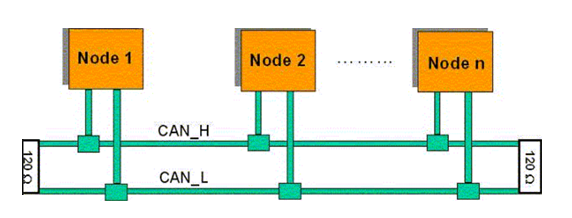 Node 1
Node 2
.........
Node n
CAN_H
120 Ω
120 Ω
CAN_L